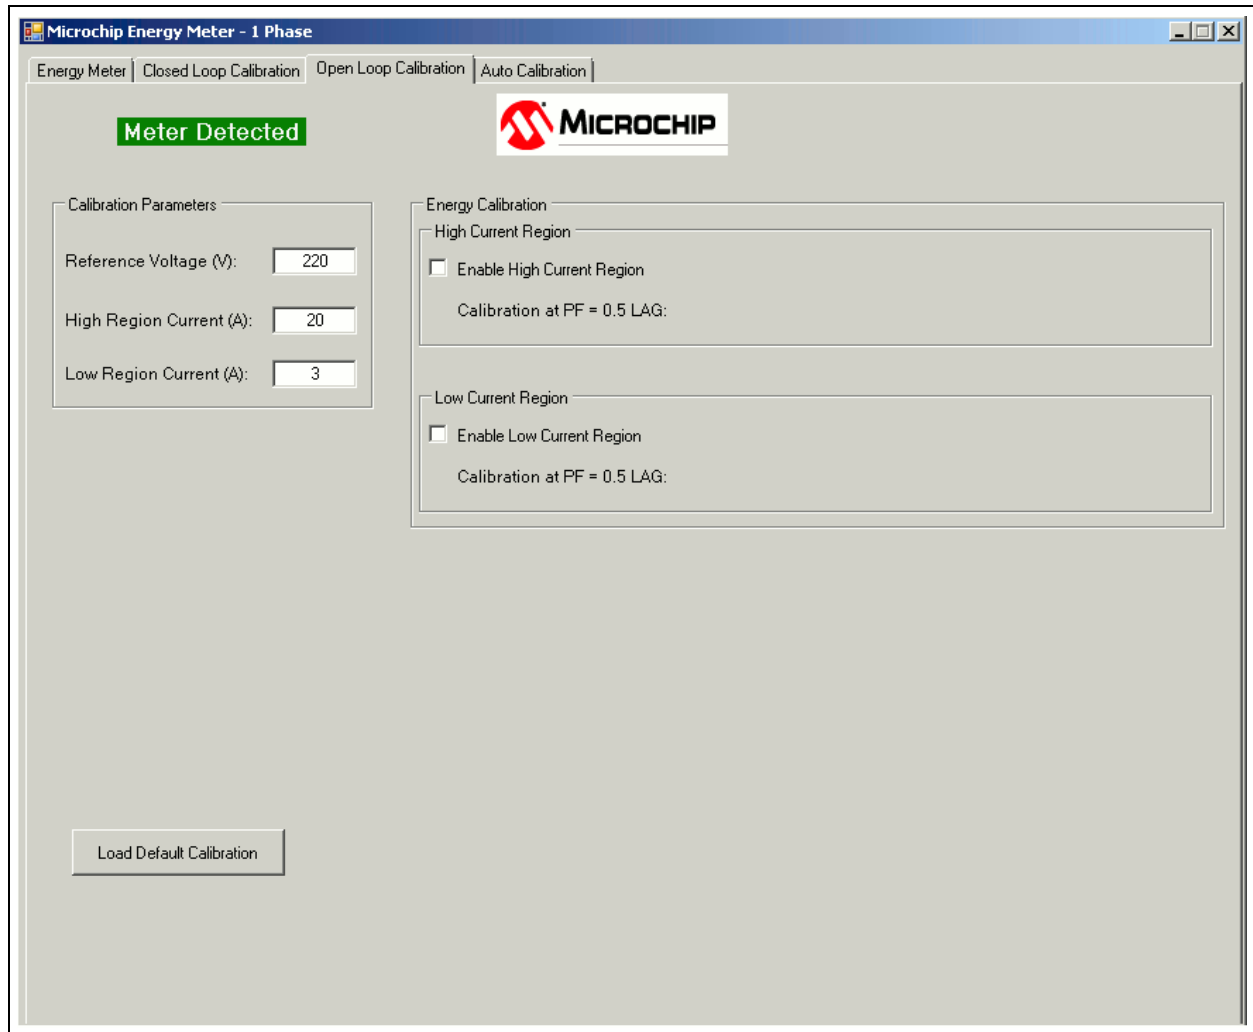 Microchip Energy Meter - 1 Phase
Energy Meter Closed Loop Calibration Open Loop Calibration Auto Calibration
Meter Detected
MICROCHIP
Calibration Parameters
Reference Voltage (V): 220
High Region Current (A): 20
Low Region Current (A): 3
Energy Calibration
High Current Region
Enable High Current Region
Calibration at PF = 0.5 LAG:
Low Current Region
Enable Low Current Region
Calibration at PF = 0.5 LAG:
Load Default Calibration